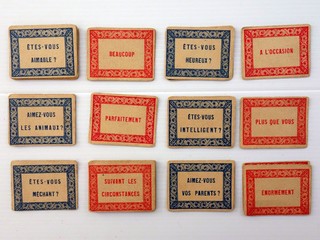 ÊTES-VOUS
AIMABLE ?
BEAUCOUP
ÊTES-VOUS
HEUREUX ?
A L'OCCASION
AIMEZ-VOUS
LES ANIMAUX?
PARFAITEMENT
ÊTES-VOUS
INTELLIGENT ?
PLUS QUE VOUS
ÊTES-VOUS
MÉCHANT ?
SUIVANT LES
CIRCONSTANCES
AIMEZ-VOUS
VOS PARENTS ?
ENORMEMENT